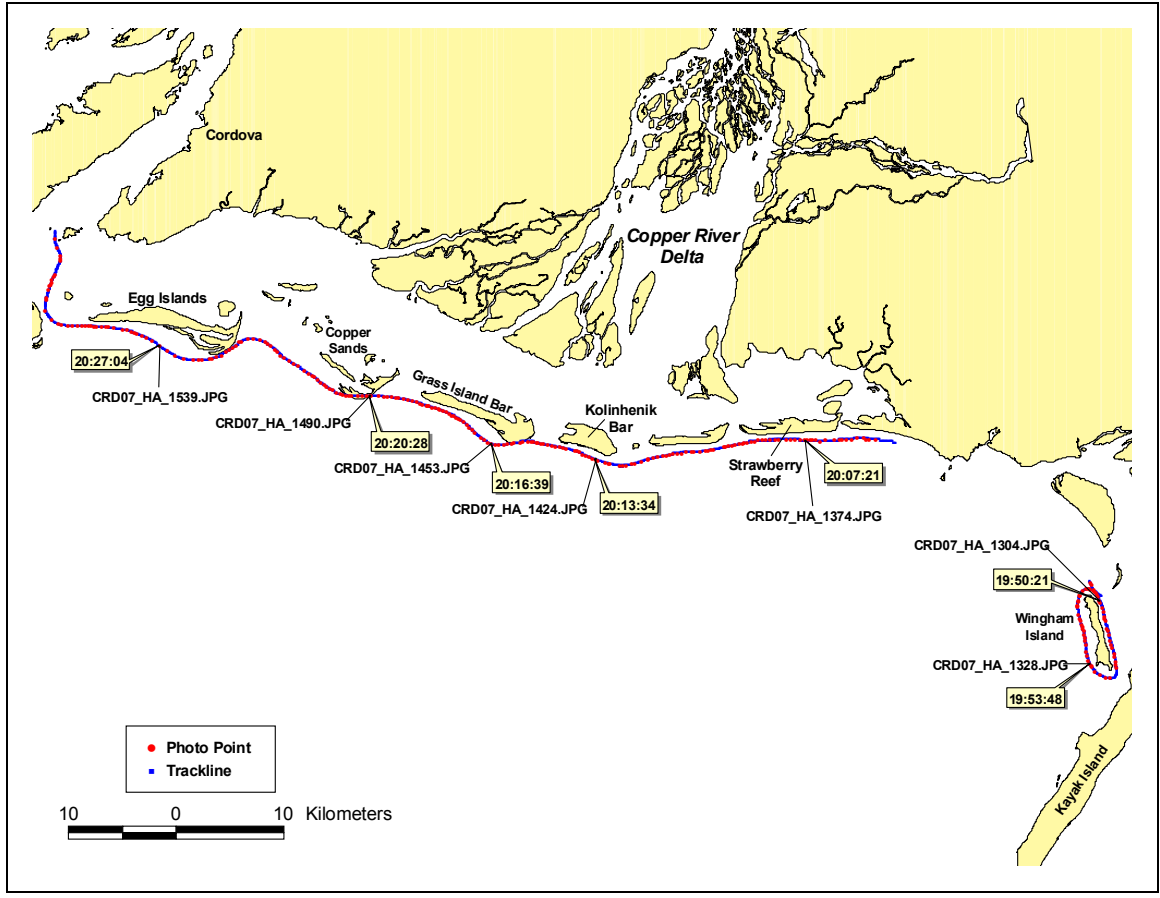 Cordova
Copper River
Delta
Egg Islands
Copper
Sands
20:27:04
CRD07_HA_1539.JPG
Grass Island Bar
Kolinhenik
Bar
CRD07_HA_1490.JPG
20:20:28
CRD07_HA_1453.JPG
20:16:39
CRD07_HA_1424.JPG
20:13:34
Strawberry
Reef
20:07:21
CRD07_HA_1374.JPG
CRD07_HA_1304.JPG
19:50:21
Wingham
Island
CRD07_HA_1328.JPG
19:53:48
Kayak Island
Photo Point
Trackline
10 0 10 Kilometers